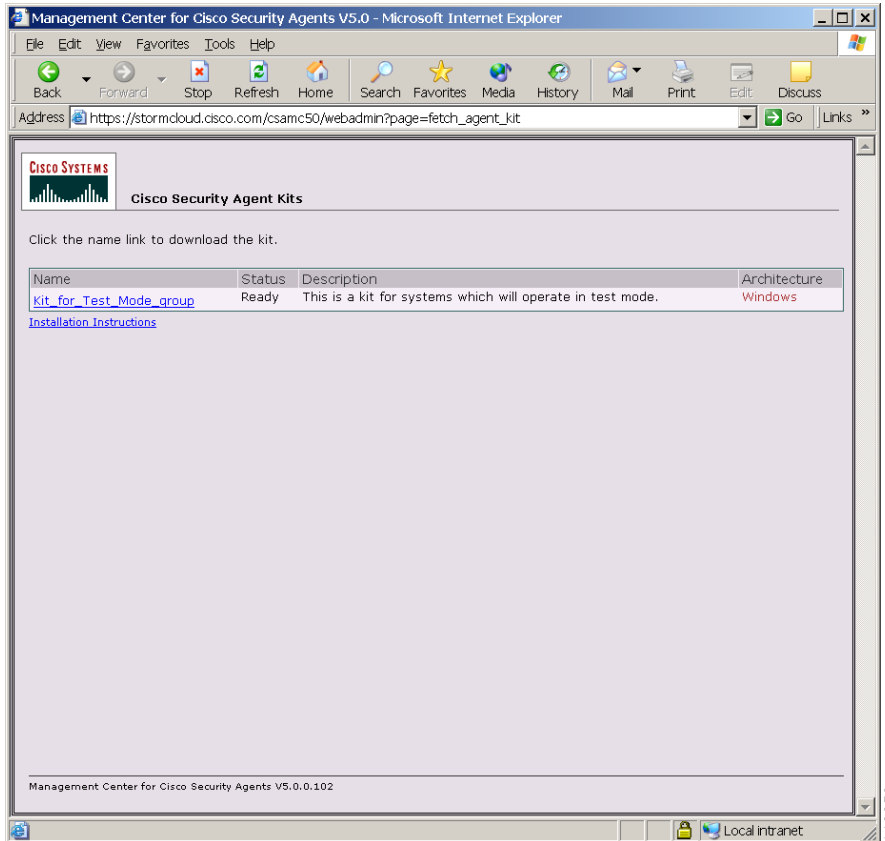 Management Center for Cisco Security Agents V5.0 - Microsoft Internet Explorer
File Edit View Favorites Tools Help
Back Forward Stop Refresh Home Search Favorites Media History Mail Print Edit Discuss
Address https://stormcloud.cisco.com/csamc50/webadmin?page=fetch_agent_kit Go Links »
CISCO SYSTEMS
Cisco Security Agent Kits
Click the name link to download the kit.
Name Status Description Architecture
Kit_for_Test_Mode_group Ready This is a kit for systems which will operate in test mode. Windows
Installation Instructions
Management Center for Cisco Security Agents V5.0.0.102
Local intranet